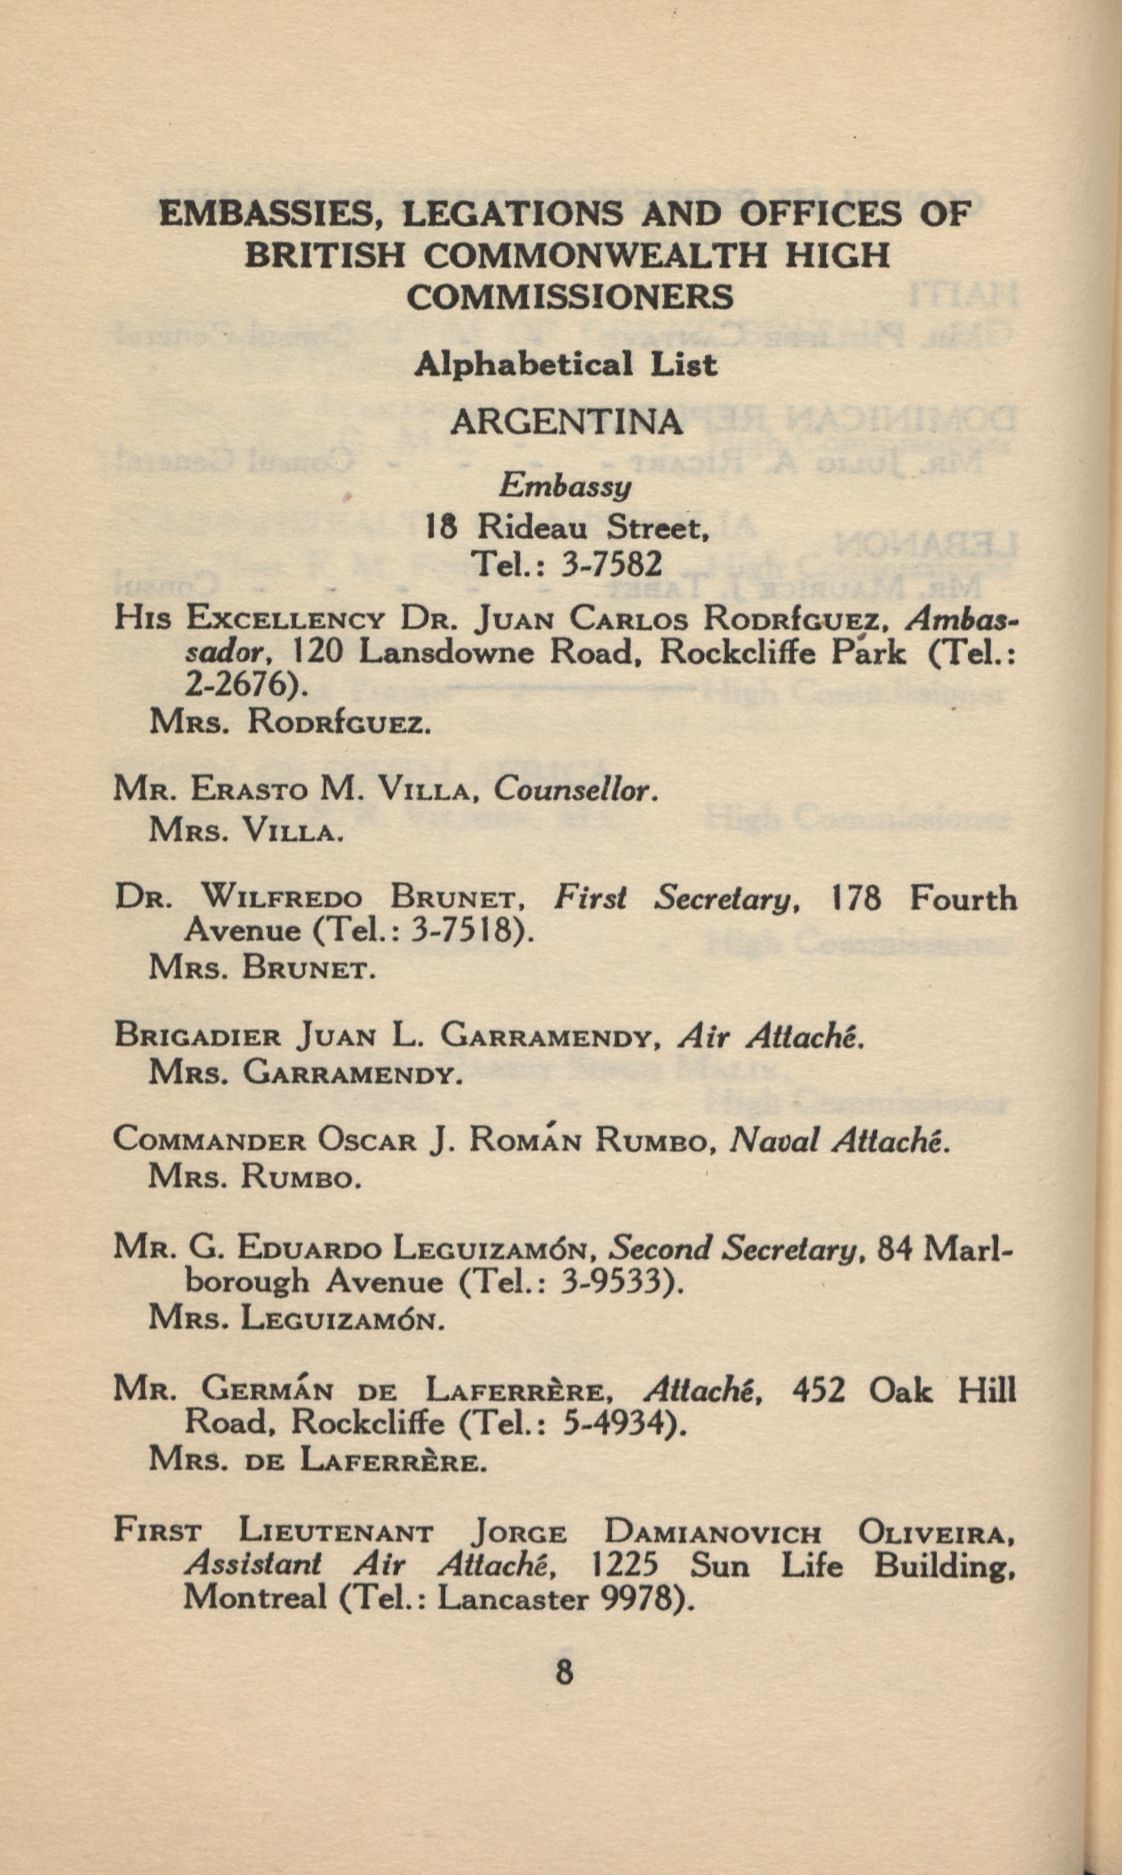 EMBASSIES, LEGATIONS AND OFFICES OF
BRITISH COMMONWEALTH HIGH
COMMISSIONERS
Alphabetical List
ARGENTINA
Embassy
18 Rideau Street,
Tel.: 3-7582
His Excellency Dr. Juan Carlos Rodríguez, Ambas-
sador, 120 Lansdowne Road, Rockcliffe Park (Tel.:
2-2676).
Mrs. Rodríguez.
Mr. Erasto M. Villa, Counsellor.
Mrs. Villa.
Dr. Wilfredo Brunet, First Secretary, 178 Fourth
Avenue (Tel.: 3-7518).
Mrs. Brunet.
Brigadier Juan L. Garramendy, Air Attaché.
Mrs. Garramendy.
Commander Oscar J. Román Rumbo, Naval Attaché.
Mrs. Rumbo.
Mr. G. Eduardo Leguizamón, Second Secretary, 84 Marl-
borough Avenue (Tel.: 3-9533).
Mrs. Leguizamón.
Mr. Germán de Laferrère, Attaché, 452 Oak Hill
Road, Rockcliffe (Tel.: 5-4934).
Mrs. de Laferrère.
First Lieutenant Jorge Damianovich Oliveira,
Assistant Air Attaché, 1225 Sun Life Building,
Montreal (Tel.: Lancaster 9978).
8